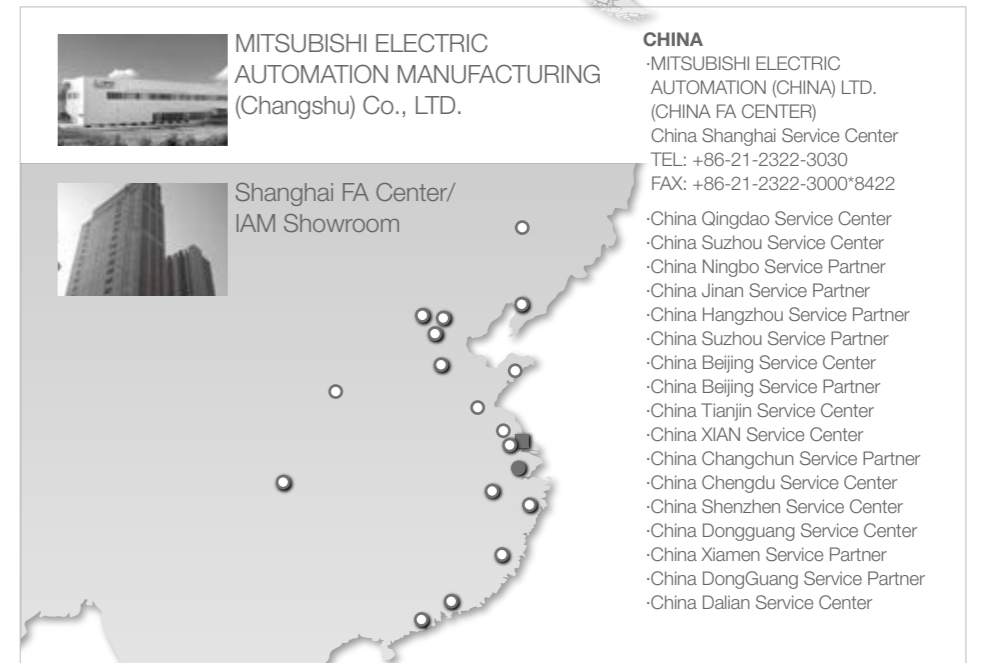 MITSUBISHI ELECTRIC
AUTOMATION MANUFACTURING
(Changshu) Co., LTD.
Shanghai FA Center/
IAM Showroom
CHINA
·MITSUBISHI ELECTRIC
AUTOMATION (CHINA) LTD.
(CHINA FA CENTER)
China Shanghai Service Center
TEL: +86-21-2322-3030
FAX: +86-21-2322-3000*8422
·China Qingdao Service Center
·China Suzhou Service Center
·China Ningbo Service Partner
·China Jinan Service Partner
·China Hangzhou Service Partner
·China Suzhou Service Partner
·China Beijing Service Center
·China Beijing Service Partner
·China Tianjin Service Center
·China XIAN Service Center
·China Changchun Service Partner
·China Chengdu Service Center
·China Shenzhen Service Center
·China Dongguang Service Center
·China Xiamen Service Partner
·China DongGuang Service Partner
·China Dalian Service Center